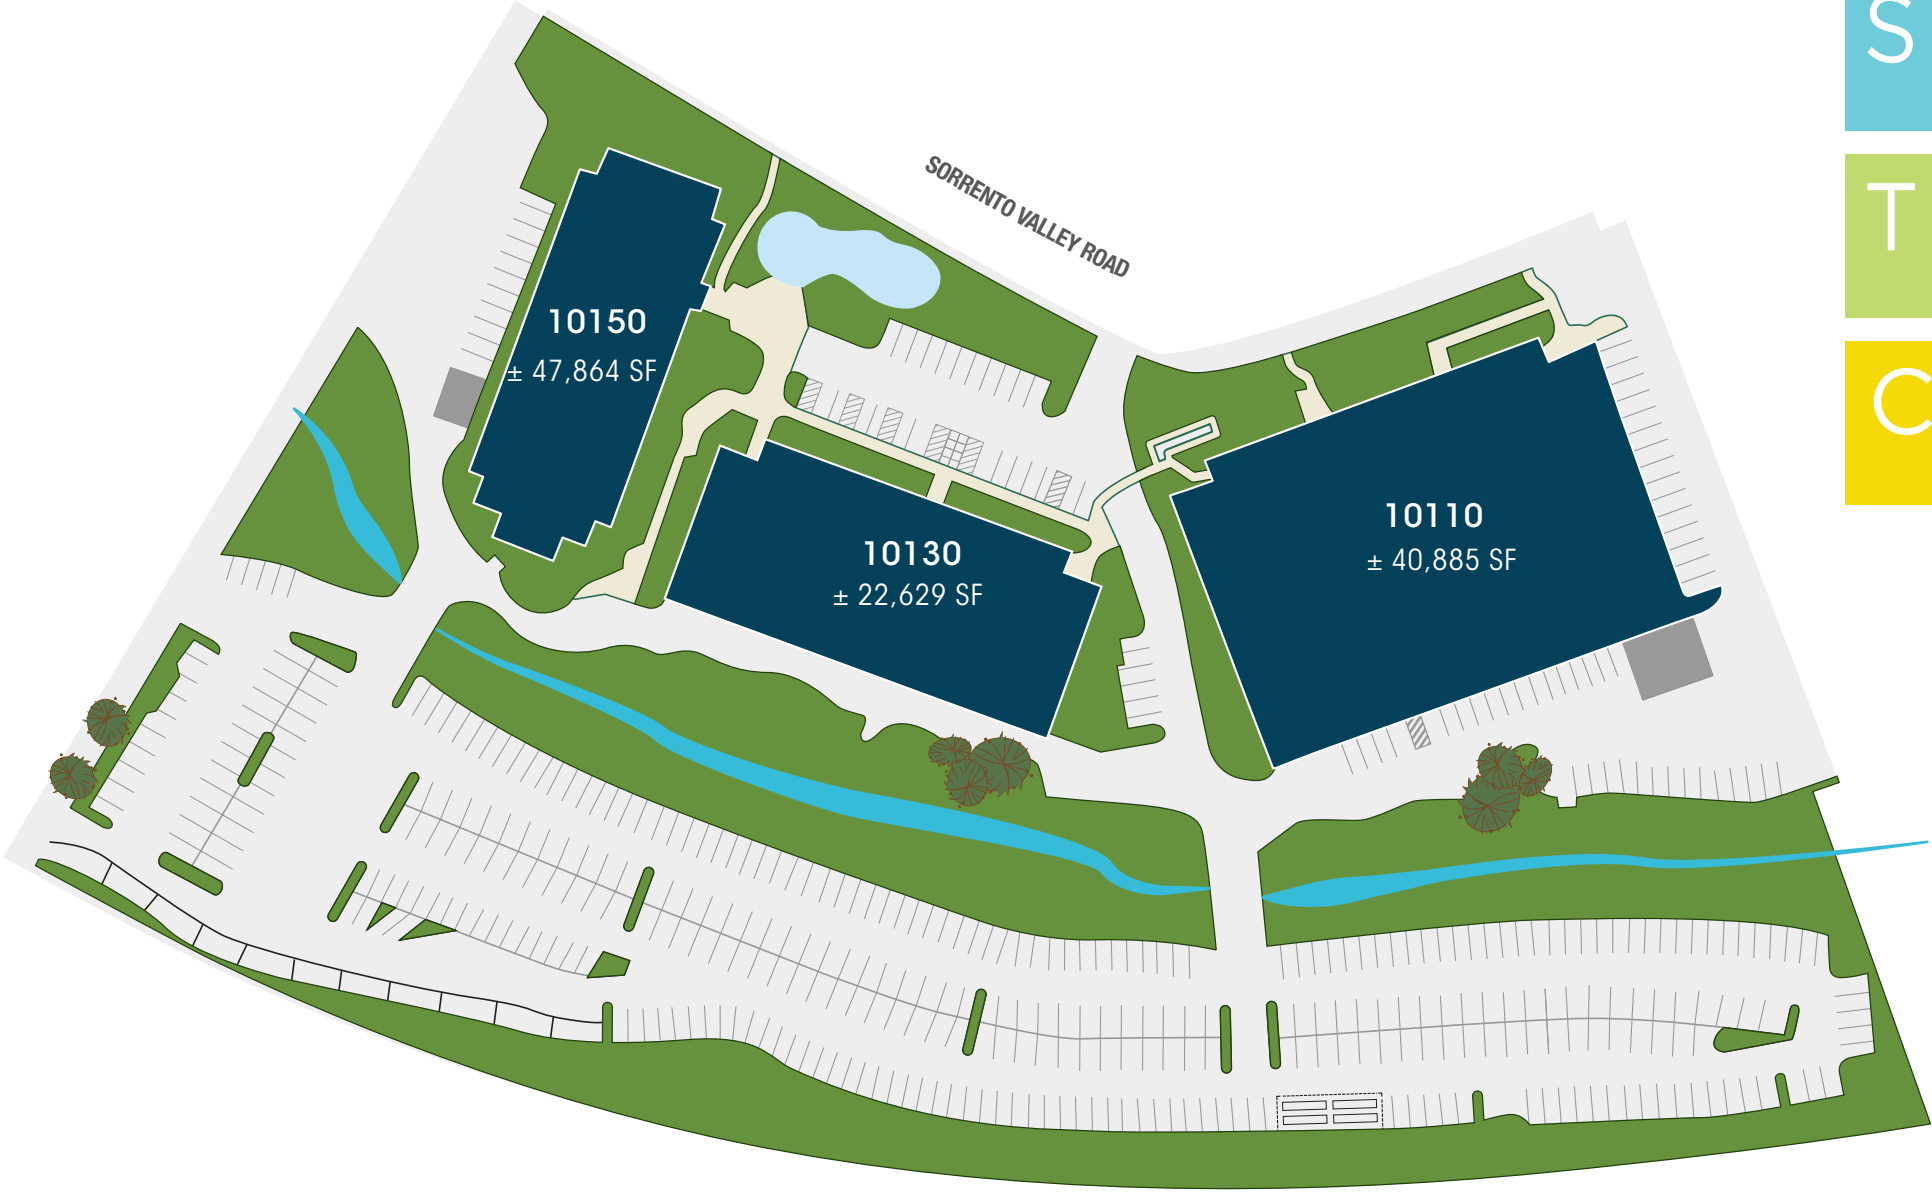 S
T
C
SORRENTO VALLEY ROAD
10150
± 47,864 SF
10130
± 22,629 SF
10110
± 40,885 SF